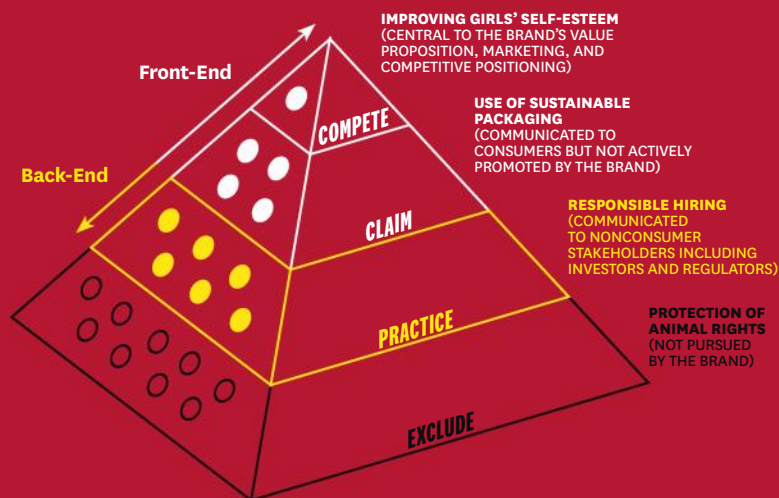 IMPROVING GIRLS' SELF-ESTEEM
(CENTRAL TO THE BRAND'S VALUE
PROPOSITION, MARKETING, AND
COMPETITIVE POSITIONING)
Front-End
USE OF SUSTAINABLE
PACKAGING
(COMMUNICATED TO
CONSUMERS BUT NOT ACTIVELY
PROMOTED BY THE BRAND)
COMPETE
Back-End
RESPONSIBLE HIRING
(COMMUNICATED
TO NONCONSUMER
STAKEHOLDERS INCLUDING
INVESTORS AND REGULATORS)
CLAIM
PROTECTION OF
ANIMAL RIGHTS
(NOT PURSUED
BY THE BRAND)
PRACTICE
EXCLUDE